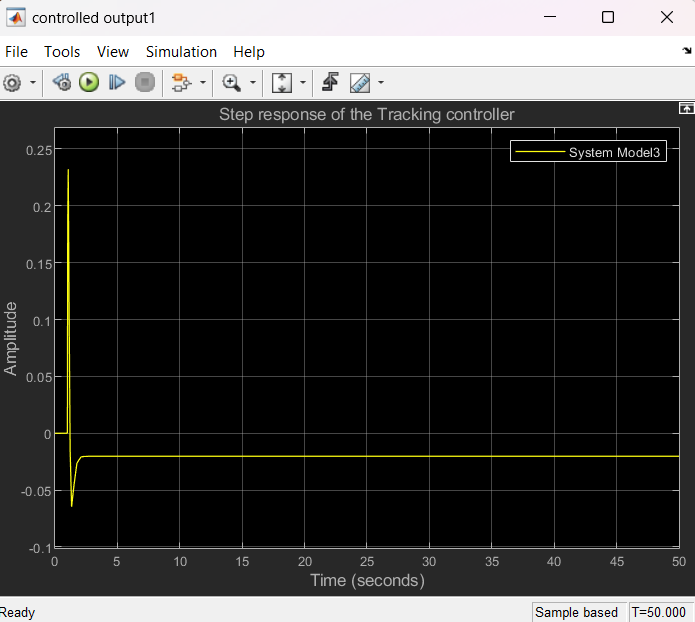 controlled output1
File Tools View Simulation Help
Step response of the Tracking controller
System Model3
0.25
0.2
0.15
0.1
0.05
0
-0.05
-0.1
Amplitude
0 5 10 15 20 25 30 35 40 45 50
Time (seconds)
Ready Sample based T=50.000